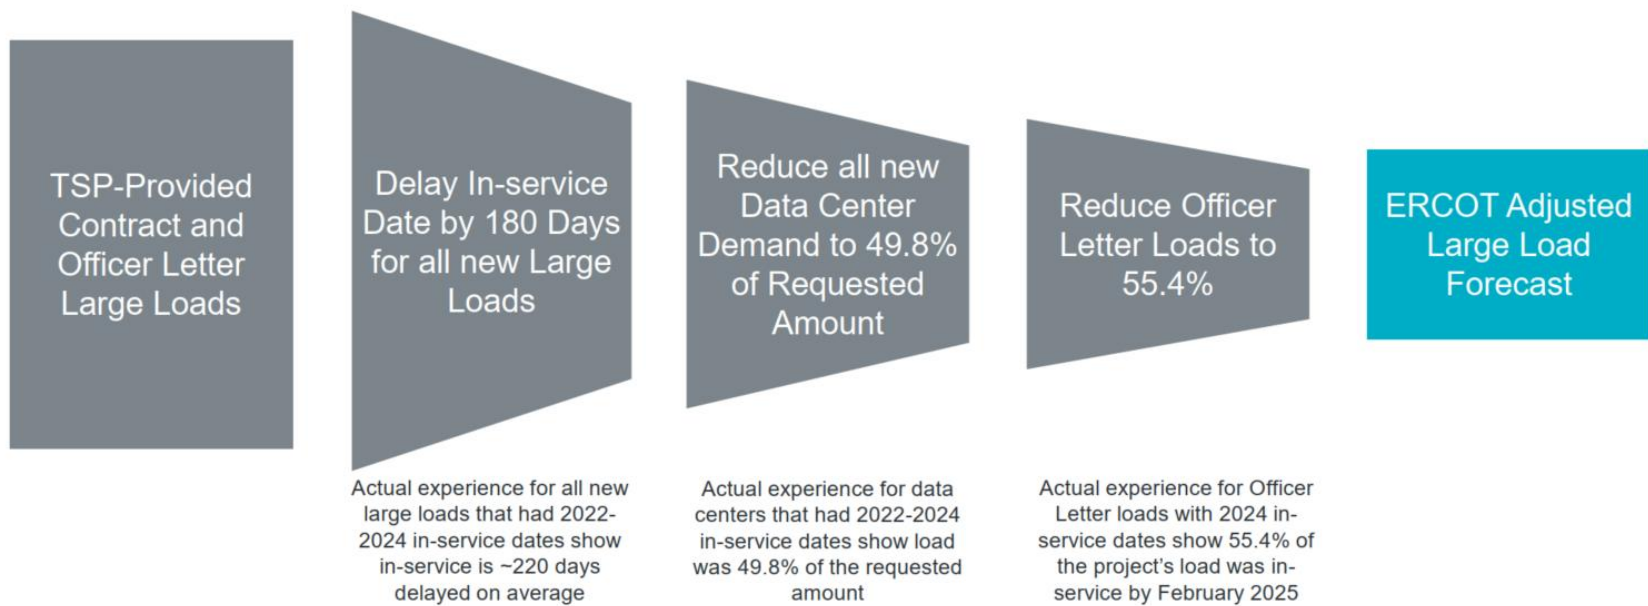 TSP-Provided
Contract and
Officer Letter
Large Loads
Delay In-service
Date by 180 Days
for all new Large
Loads
Reduce all new
Data Center
Demand to 49.8%
of Requested
Amount
Reduce Officer
Letter Loads to
55.4%
ERCOT Adjusted
Large Load
Forecast
Actual experience for all new
large loads that had 2022-
2024 in-service dates show
in-service is ~220 days
delayed on average
Actual experience for data
centers that had 2022-2024
in-service dates show load
was 49.8% of the requested
amount
Actual experience for Officer
Letter loads with 2024 in-
service dates show 55.4% of
the project's load was in-
service by February 2025